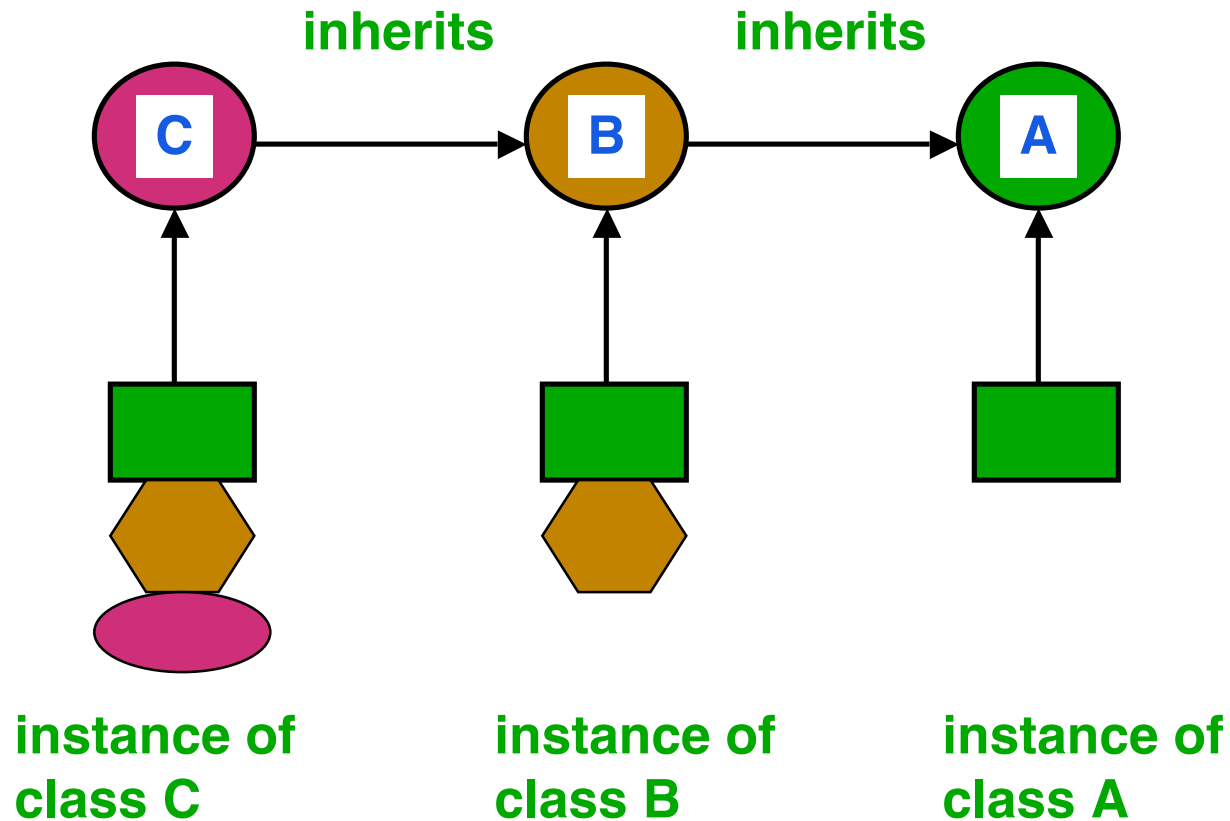 inherits inherits
C B A
instance of instance of instance of
class C class B class A